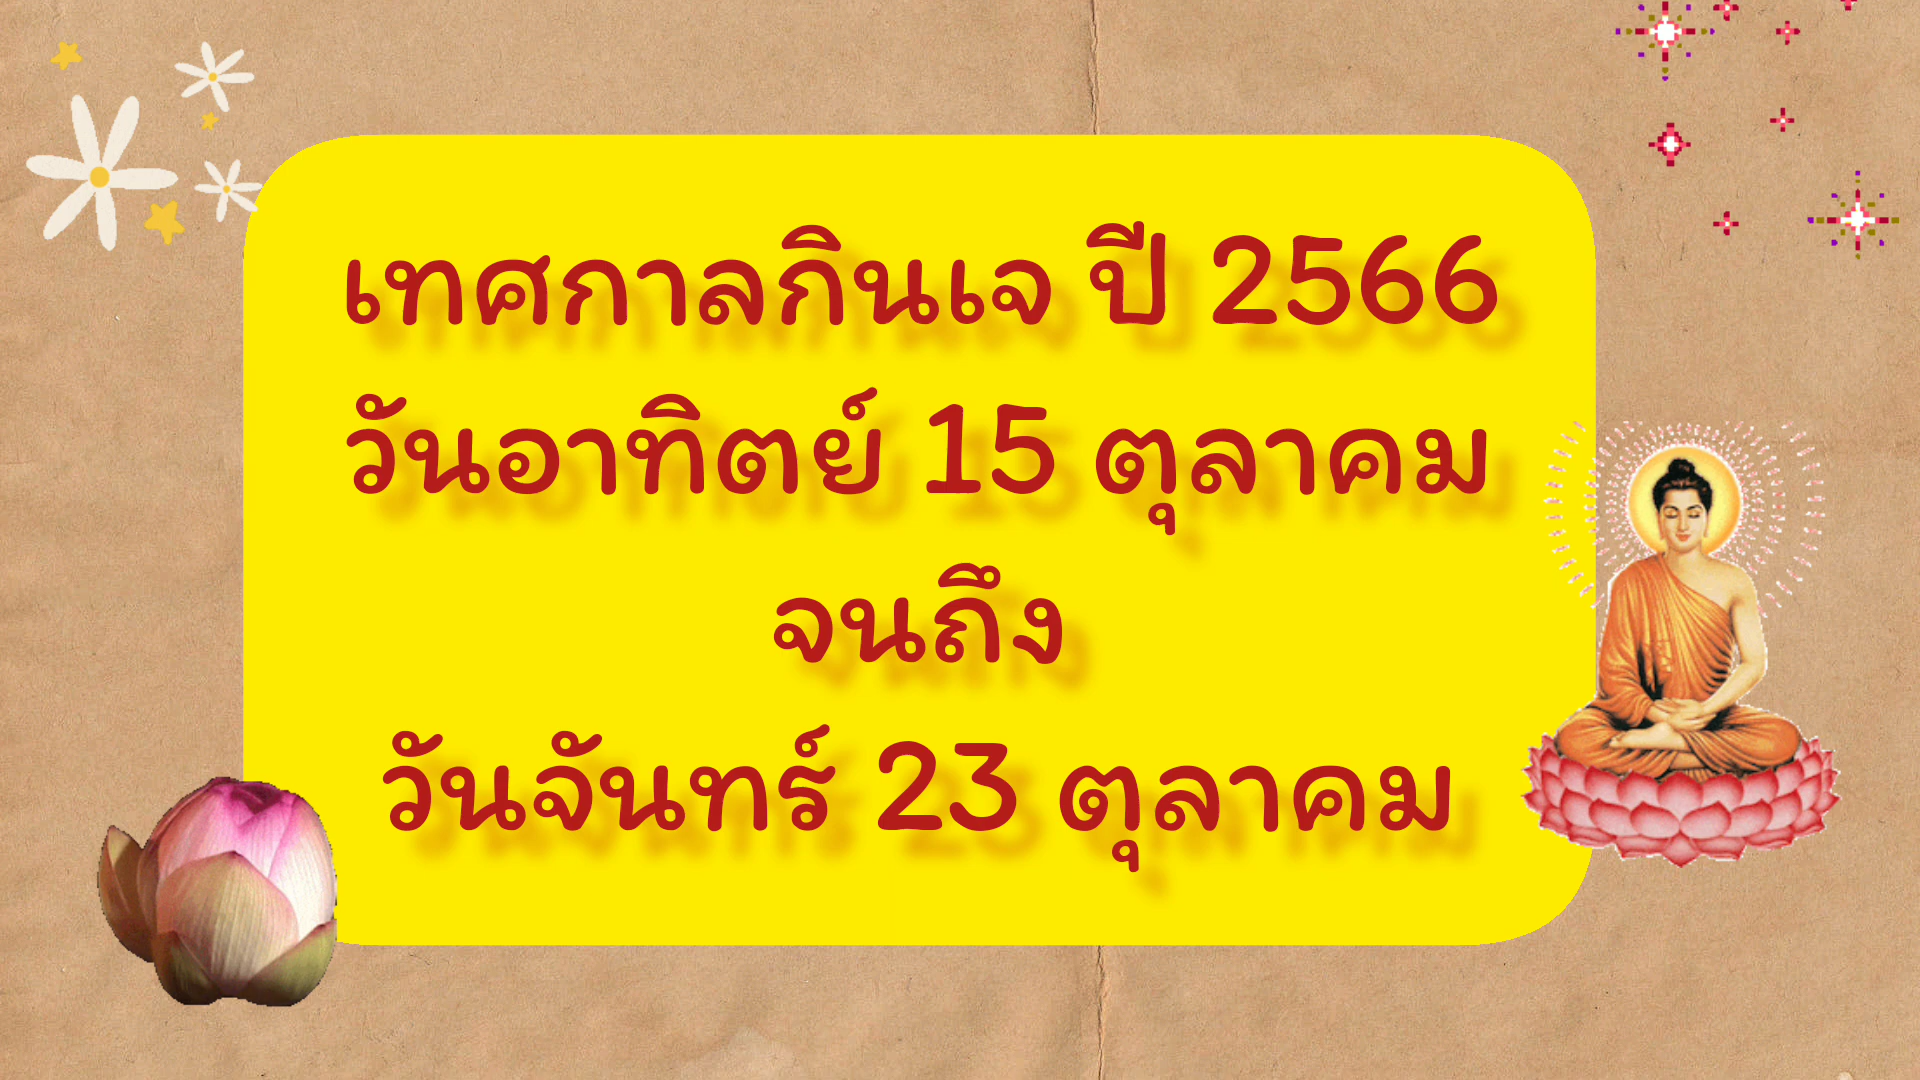 เทศกาลกินเจ ปี 2566
วันอาทิตย์ 15 ตุลาคม
จนถึง
วันจันทร์ 23 ตุลาคม